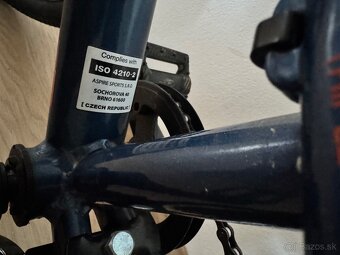 Complies with
ISO 4210-2
ASPIRE SPORTS S.R.O.
SOCHOROVA 40
BRNO 61600
[ CZECH REPUBLIC ]
© bazos.sk